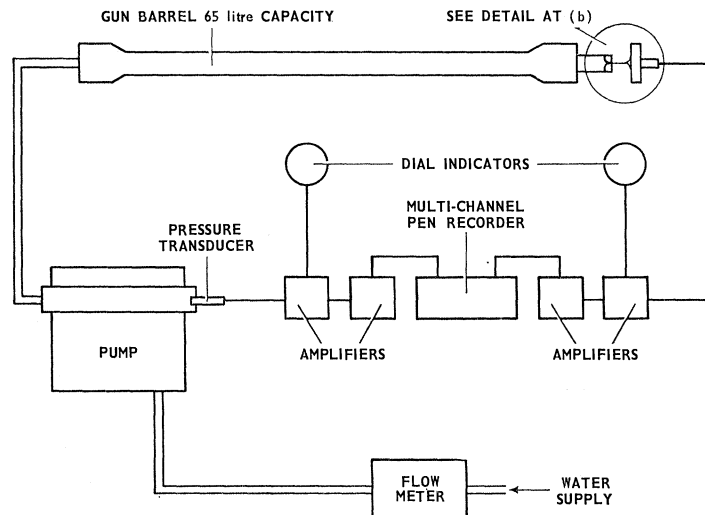 GUN BARREL 65 litre CAPACITY
SEE DETAIL AT (b)
DIAL INDICATORS
MULTI-CHANNEL
PEN RECORDER
PRESSURE
TRANSDUCER
AMPLIFIERS
AMPLIFIERS
PUMP
FLOW
METER
WATER
SUPPLY